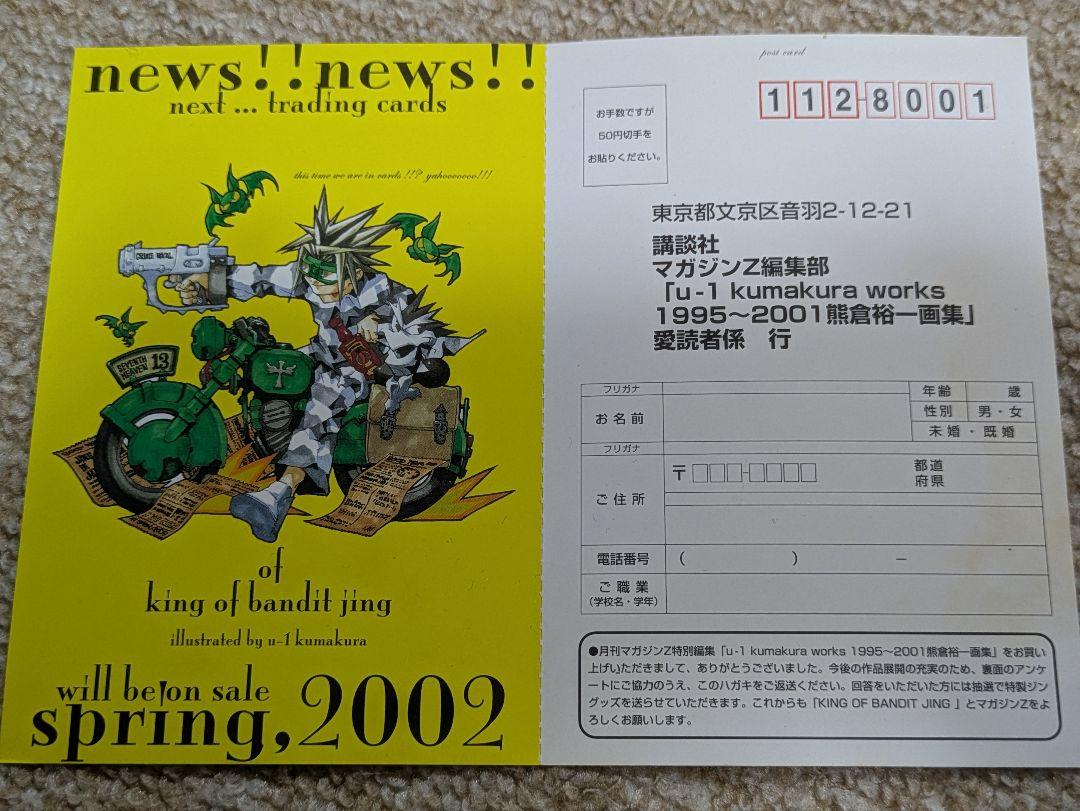 news!!news!!
next ... trading cards
this time we are in cards !!? yahooooooo!!!
SEVENTH
HEAVEN 13
of
king of bandit jing
illustrated by u-1 kumakura
will be on sale
spring,2002
post card
お手数ですが
50円切手を
お貼りください。
112-8001
東京都文京区音羽2-12-21
講談社
マガジンZ編集部
「u-1 kumakura works
1995～2001熊倉裕一画集」
愛読者係　行
フリガナ
お名前
年齢　歳
性別　男・女
未婚・既婚
フリガナ
ご住所
〒
都道
府県
電話番号　(　)　－
ご職業
(学校名・学年)
●月刊マガジンZ特別編集「u-1 kumakura works 1995～2001熊倉裕一画集」をお買い
上げいただきまして、ありがとうございました。今後の作品展開の充実のため、裏面のアンケ
ートにご協力のうえ、このハガキをご返送ください。回答をいただいた方には抽選で特製ジン
グッズを送らせていただきます。これからも「KING OF BANDIT JING 」とマガジンZをよ
ろしくお願いします。